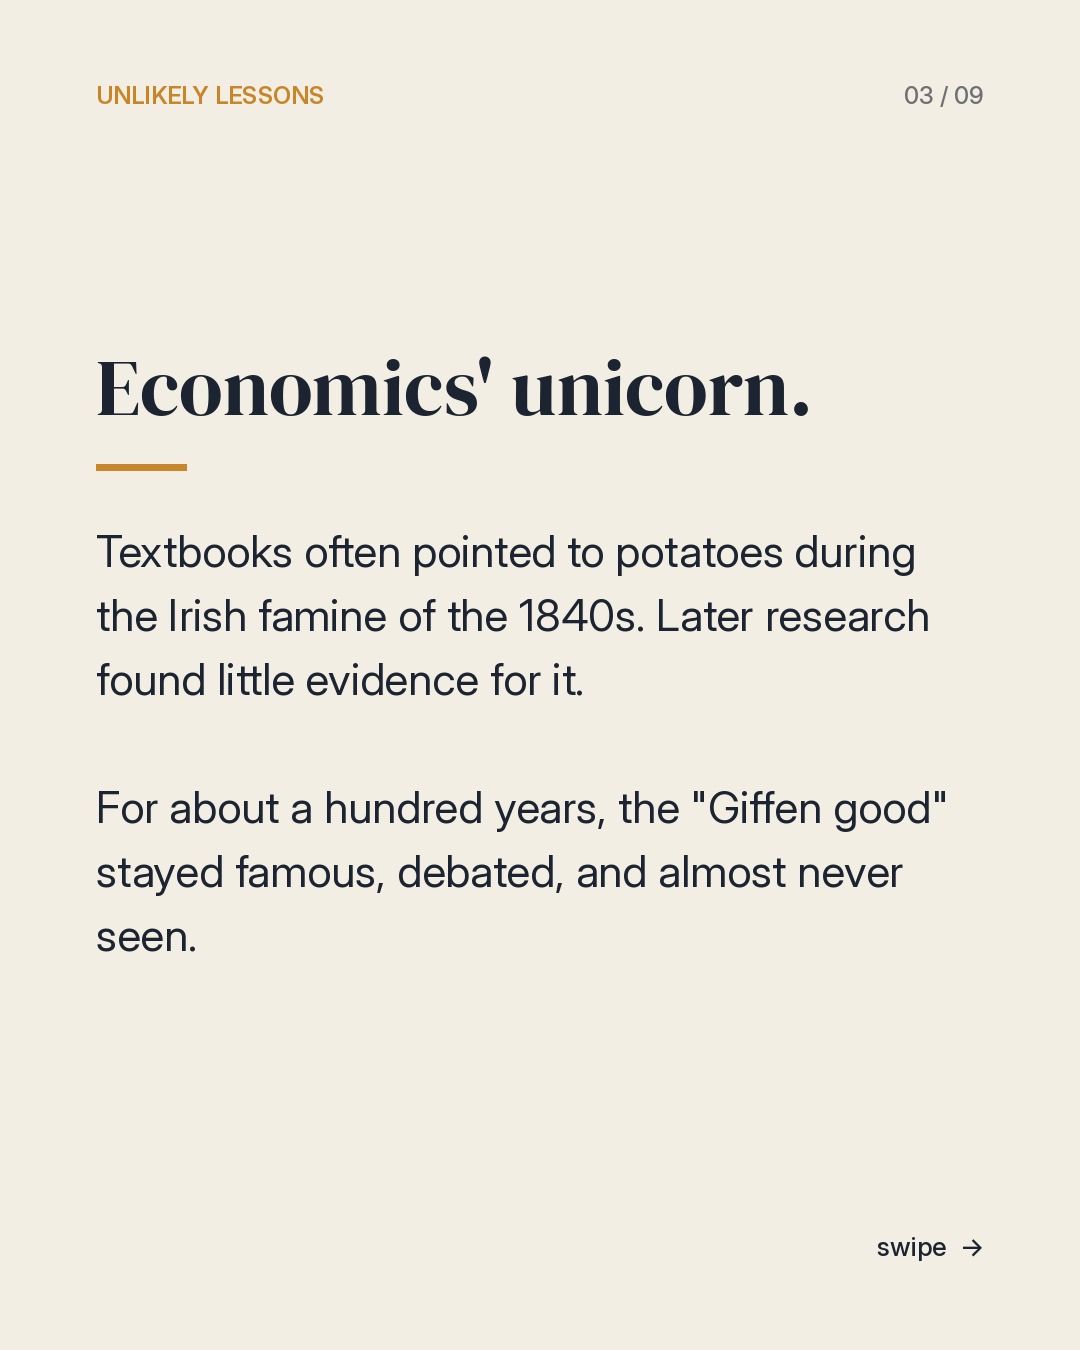 UNLIKELY LESSONS
03 / 09
Economics' unicorn.
Textbooks often pointed to potatoes during
the Irish famine of the 1840s. Later research
found little evidence for it.
For about a hundred years, the "Giffen good"
stayed famous, debated, and almost never
seen.
swipe →